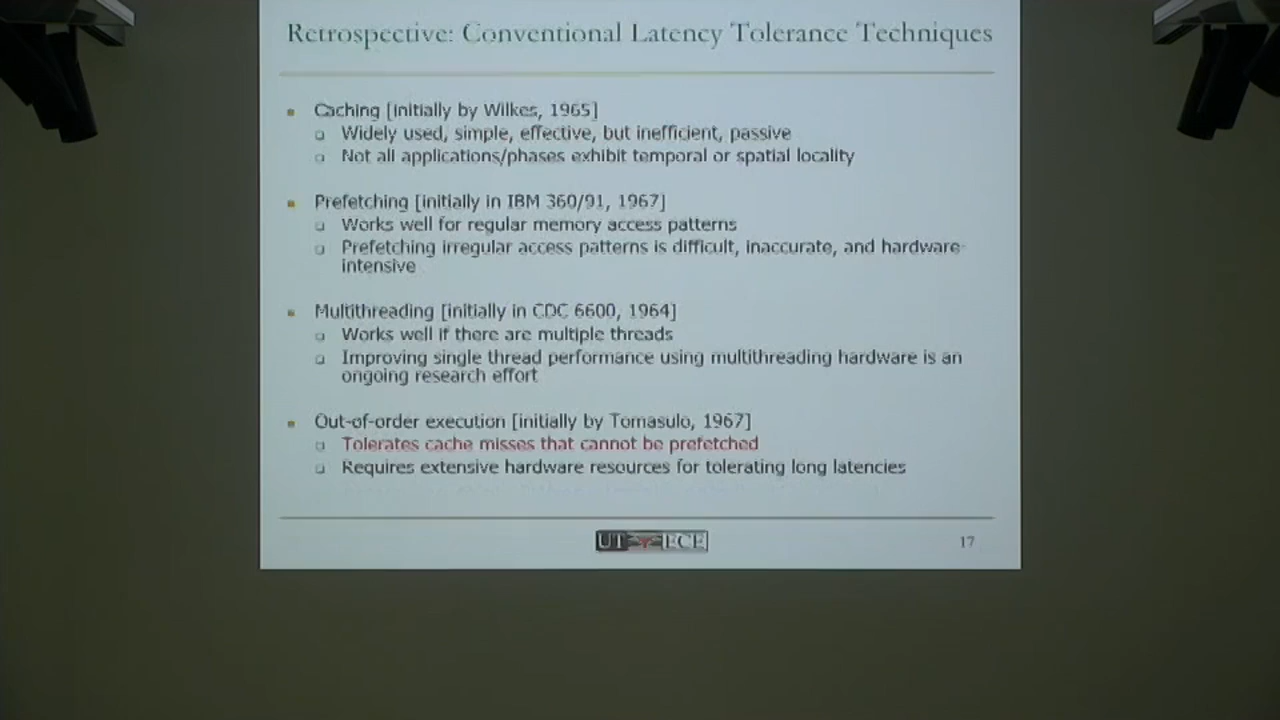 Retrospective: Conventional Latency Tolerance Techniques
Caching [initially by Wilkes, 1965]
Widely used, simple, effective, but inefficient, passive
Not all applications/phases exhibit temporal or spatial locality
Prefetching [initially in IBM 360/91, 1967]
Works well for regular memory access patterns
Prefetching irregular access patterns is difficult, inaccurate, and hardware-
intensive
Multithreading [initially in CDC 6600, 1964]
Works well if there are multiple threads
Improving single thread performance using multithreading hardware is an
ongoing research effort
Out-of-order execution [initially by Tomasulo, 1967]
Tolerates cache misses that cannot be prefetched
Requires extensive hardware resources for tolerating long latencies
UT ECE
17